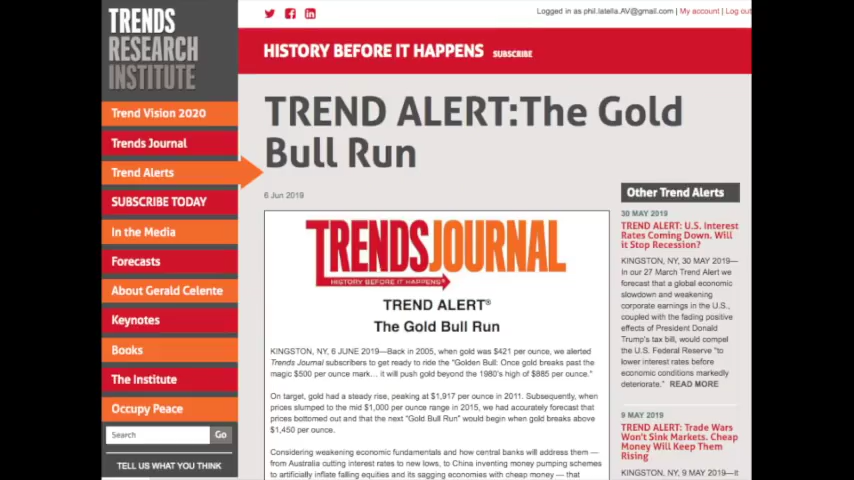 TRENDS
RESEARCH
INSTITUTE
Logged in as phil.latella.AV@gmail.com | My account | Log out
HISTORY BEFORE IT HAPPENS SUBSCRIBE
Trend Vision 2020
Trends Journal
Trend Alerts
SUBSCRIBE TODAY
In the Media
Forecasts
About Gerald Celente
Keynotes
Books
The Institute
Occupy Peace
Search Go
TELL US WHAT YOU THINK
TREND ALERT:The Gold
Bull Run
6 Jun 2019
TRENDSJOURNAL
HISTORY BEFORE IT HAPPENS®
TREND ALERT®
The Gold Bull Run
KINGSTON, NY, 6 JUNE 2019—Back in 2005, when gold was $421 per ounce, we alerted
Trends Journal subscribers to get ready to ride the "Golden Bull: Once gold breaks past the
magic $500 per ounce mark… it will push gold beyond the 1980's high of $885 per ounce."
On target, gold had a steady rise, peaking at $1,917 per ounce in 2011. Subsequently, when
prices slumped to the mid $1,000 per ounce range in 2015, we had accurately forecast that
prices bottomed out and that the next "Gold Bull Run" would begin when gold breaks above
$1,450 per ounce.
Considering weakening economic fundamentals and how central banks will address them —
from Australia cutting interest rates to new lows, to China inventing money pumping schemes
to artificially inflate falling equities and its sagging economies with cheap money — that
Other Trend Alerts
30 MAY 2019
TREND ALERT: U.S. Interest
Rates Coming Down. Will
it Stop Recession?
KINGSTON, NY, 30 MAY 2019—
In our 27 March Trend Alert we
forecast that a global economic
slowdown and weakening
corporate earnings in the U.S.,
coupled with the fading positive
effects of President Donald
Trump's tax bill, would compel
the U.S. Federal Reserve "to
lower interest rates before
economic conditions markedly
deteriorate." READ MORE
9 MAY 2019
TREND ALERT: Trade Wars
Won't Sink Markets. Cheap
Money Will Keep Them
Rising
KINGSTON, NY, 9 MAY 2019—It